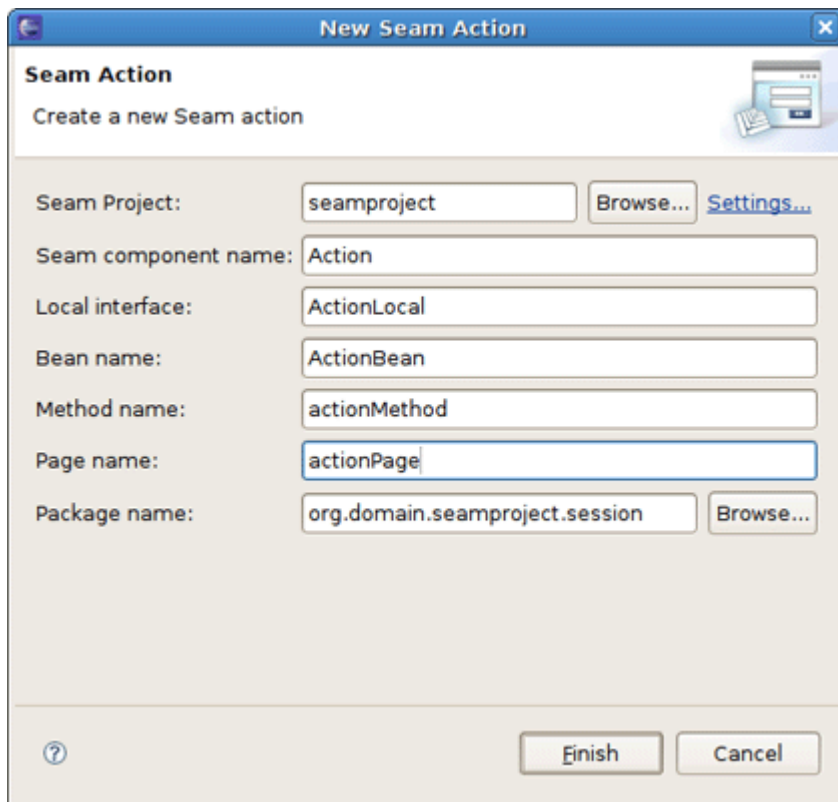 New Seam Action
Seam Action
Create a new Seam action
Seam Project: seamproject Browse... Settings...
Seam component name: Action
Local interface: ActionLocal
Bean name: ActionBean
Method name: actionMethod
Page name: actionPage
Package name: org.domain.seamproject.session Browse...
? Finish Cancel